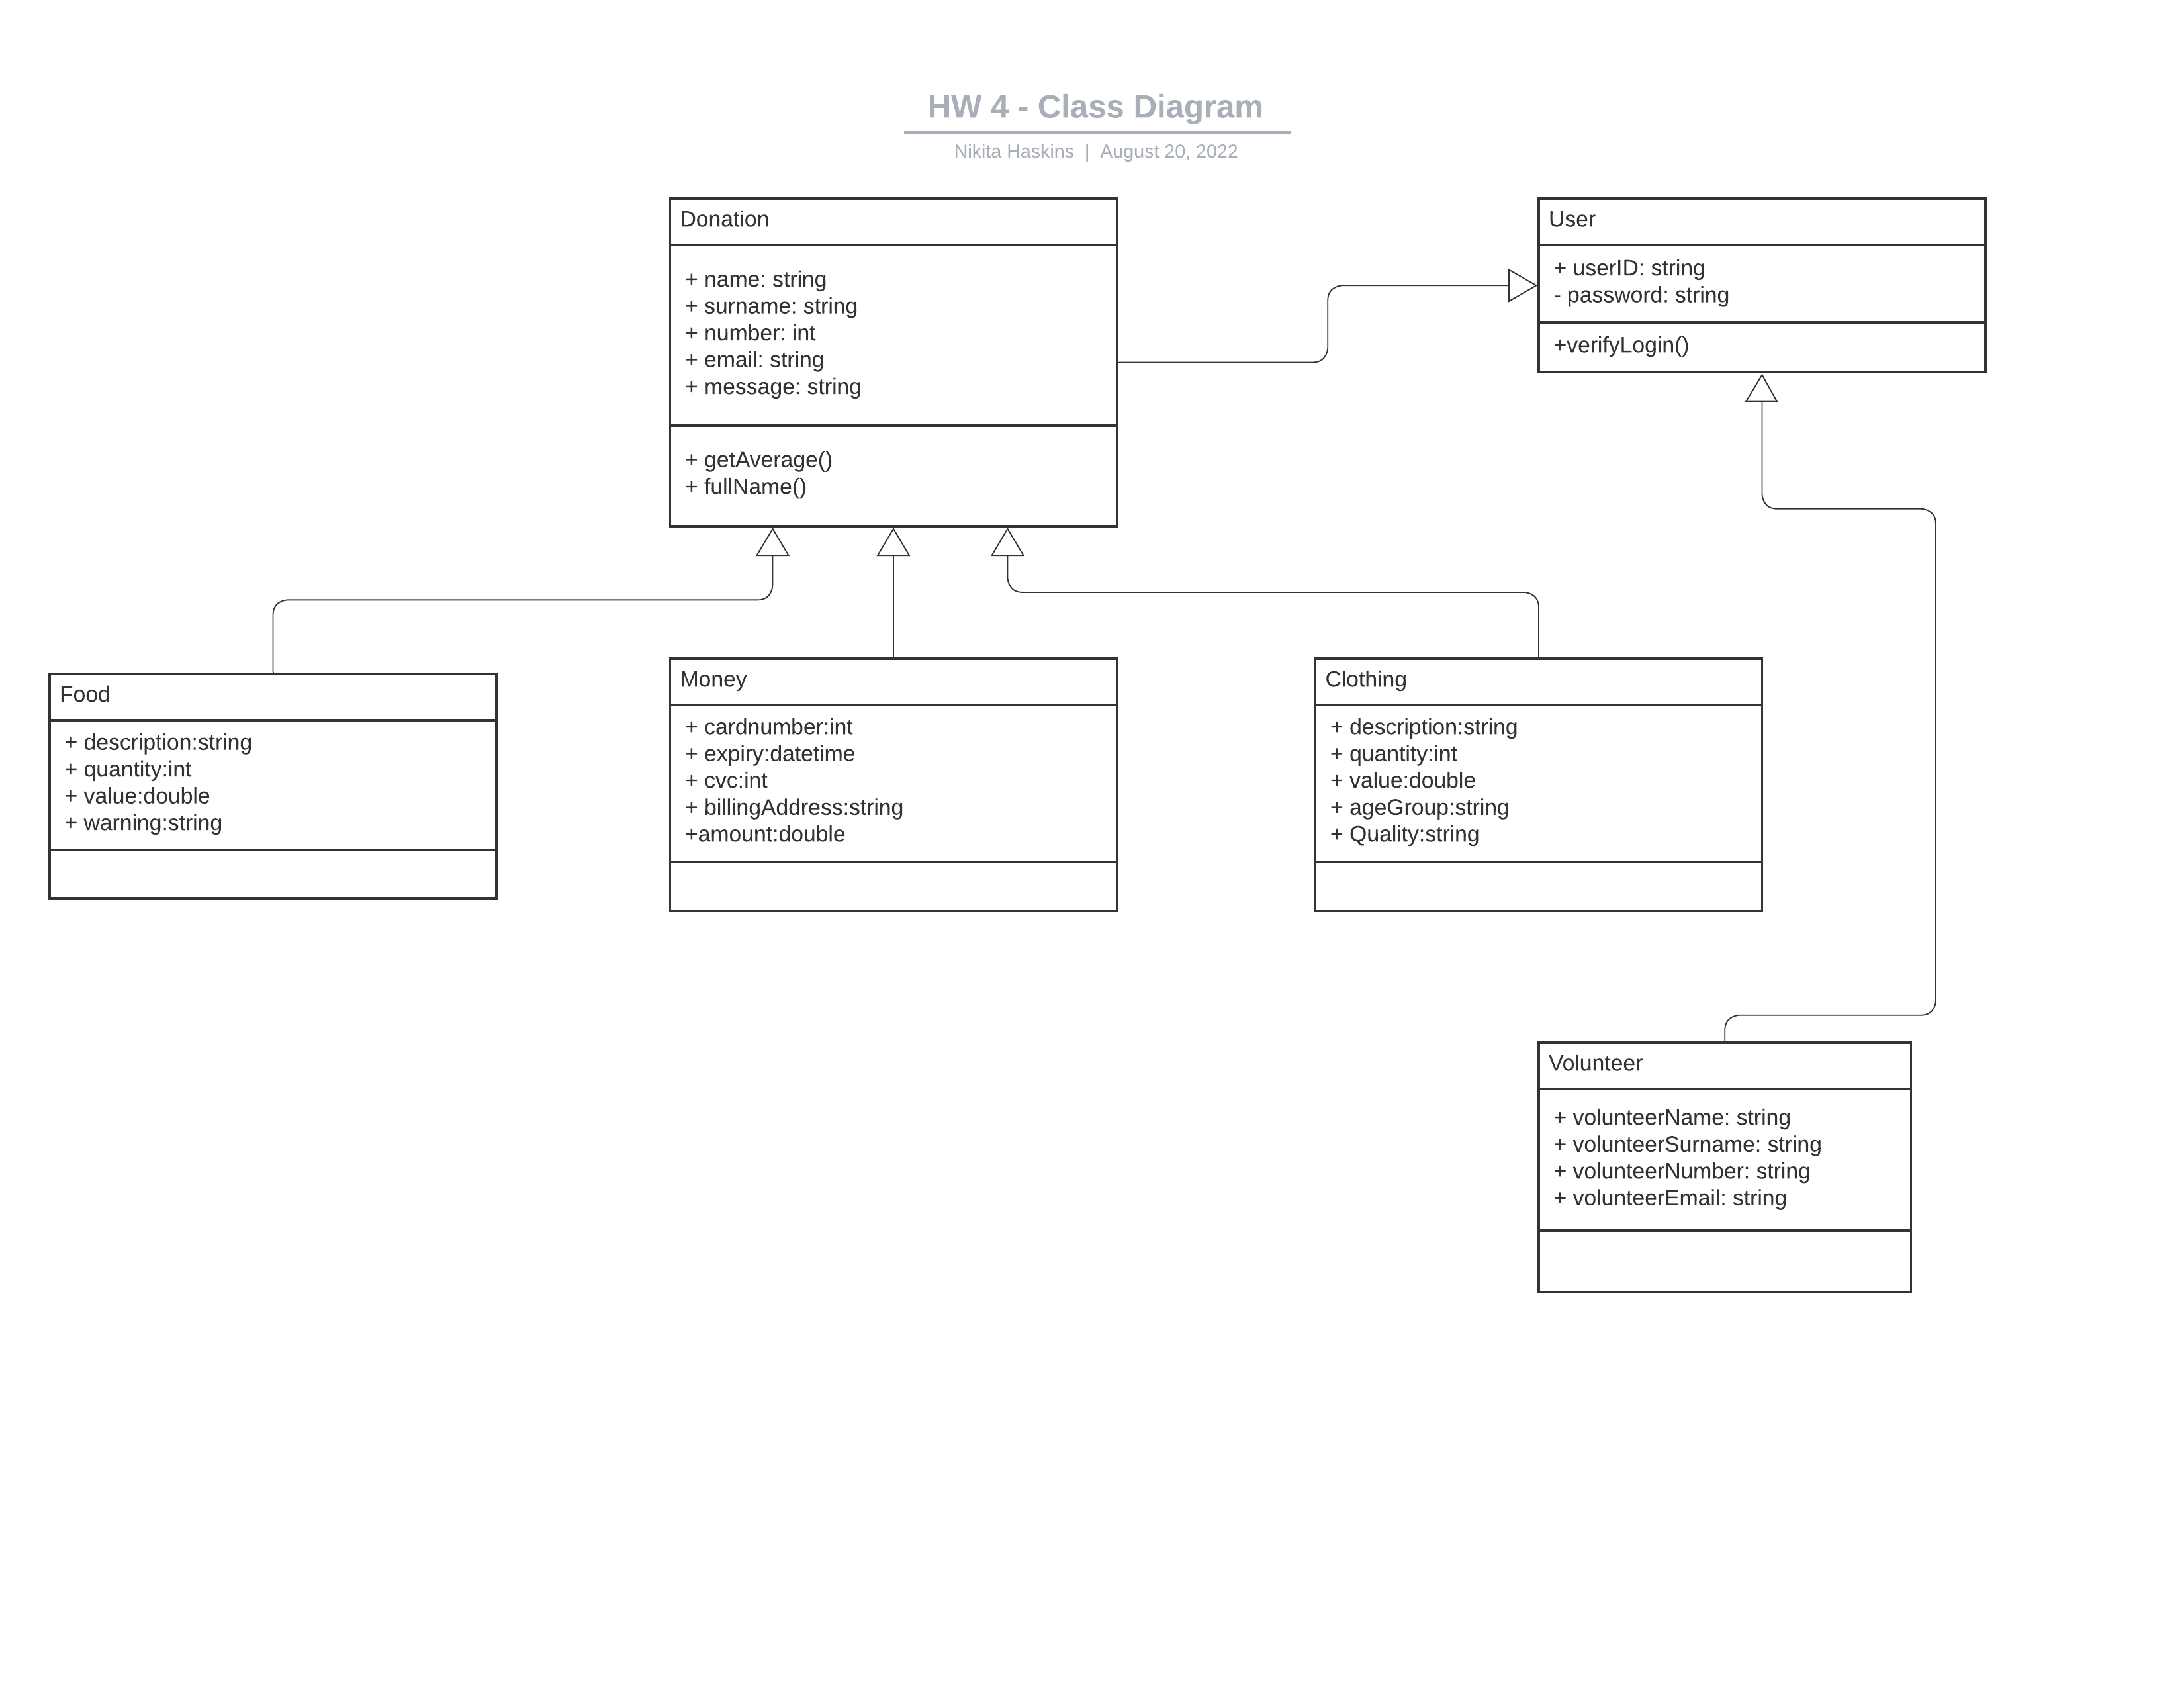 HW 4 - Class Diagram
Nikita Haskins | August 20, 2022
Donation
+ name: string
+ surname: string
+ number: int
+ email: string
+ message: string
+ getAverage()
+ fullName()
User
+ userID: string
- password: string
+verifyLogin()
Food
+ description:string
+ quantity:int
+ value:double
+ warning:string
Money
+ cardnumber:int
+ expiry:datetime
+ cvc:int
+ billingAddress:string
+amount:double
Clothing
+ description:string
+ quantity:int
+ value:double
+ ageGroup:string
+ Quality:string
Volunteer
+ volunteerName: string
+ volunteerSurname: string
+ volunteerNumber: string
+ volunteerEmail: string